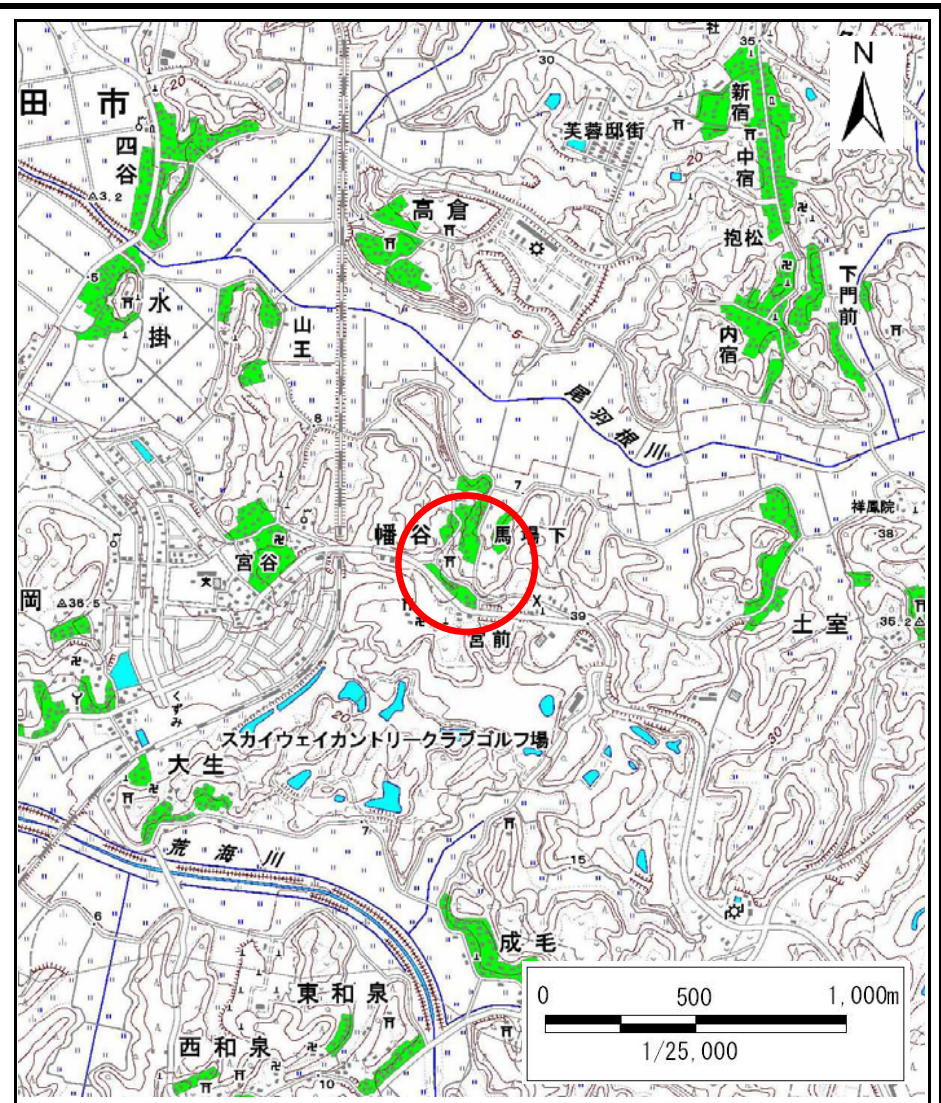 社
35
N
30
20
田 市
新宿
四谷
芙蓉邸街
中宿
20
3.2
高倉
抱松
下門前
5
水掛
山王
内宿
5
尾羽根川
8
7
祥鳳院
幡谷
馬場下
38
宮谷
岡
36.5
39
土室
35.2
宮前
くずみ
20
スカイウェイカントリークラブゴルフ場
30
大生
7
荒海川
15
6
成毛
東和泉
西和泉
10
0 500 1,000m
1/25,000